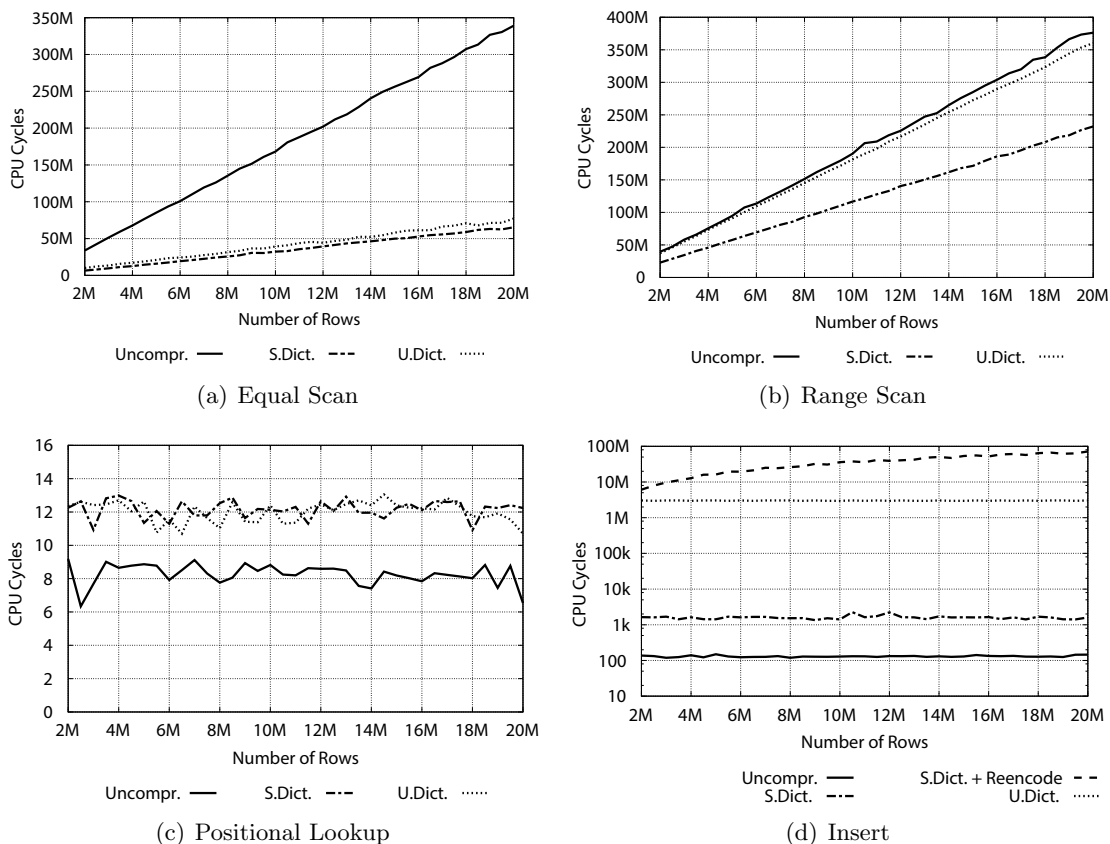 350M
300M
250M
200M
150M
100M
50M
0
CPU Cycles
2M 4M 6M 8M 10M 12M 14M 16M 18M 20M
Number of Rows
Uncompr. S.Dict. U.Dict.
(a) Equal Scan
400M
350M
300M
250M
200M
150M
100M
50M
0
CPU Cycles
2M 4M 6M 8M 10M 12M 14M 16M 18M 20M
Number of Rows
Uncompr. S.Dict. U.Dict.
(b) Range Scan
16
14
12
10
8
6
4
2
0
CPU Cycles
2M 4M 6M 8M 10M 12M 14M 16M 18M 20M
Number of Rows
Uncompr. S.Dict. U.Dict.
(c) Positional Lookup
100M
10M
1M
100k
10k
1k
100
10
CPU Cycles
2M 4M 6M 8M 10M 12M 14M 16M 18M 20M
Number of Rows
Uncompr. S.Dict. + Reencode
S.Dict. U.Dict.
(d) Insert